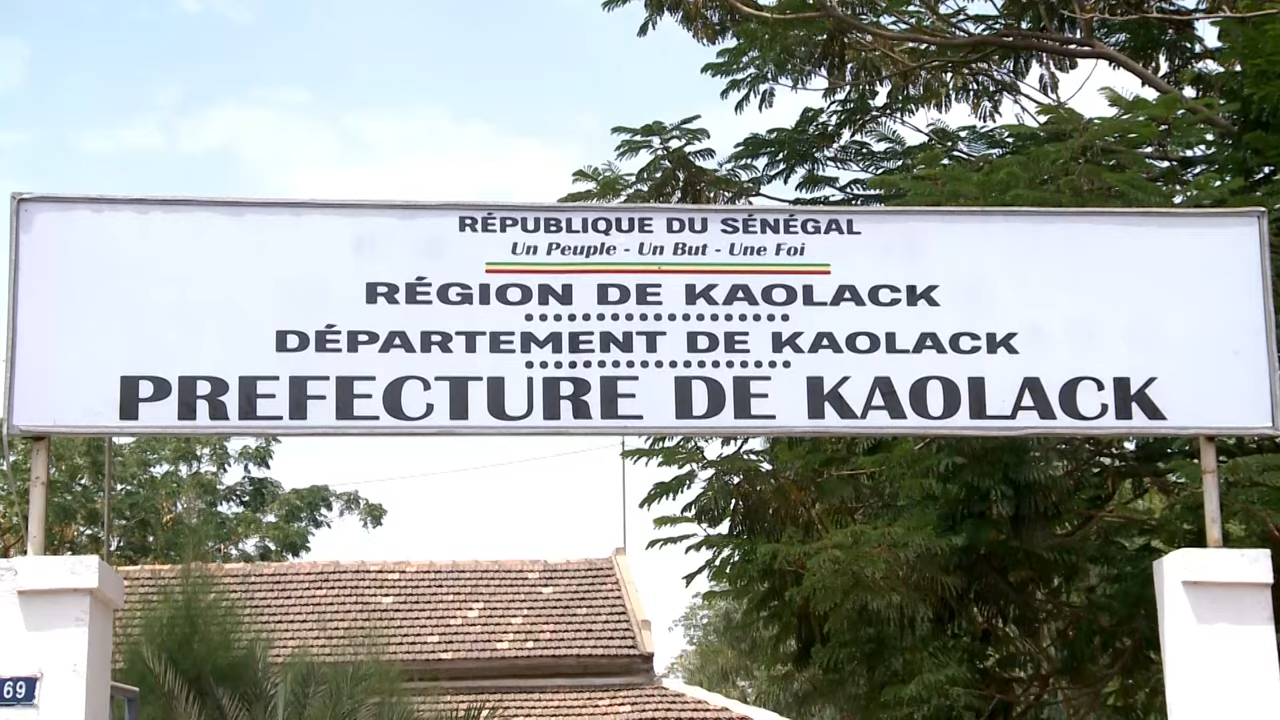 RÉPUBLIQUE DU SÉNÉGAL
Un Peuple - Un But - Une Foi
RÉGION DE KAOLACK
DÉPARTEMENT DE KAOLACK
PREFECTURE DE KAOLACK
69